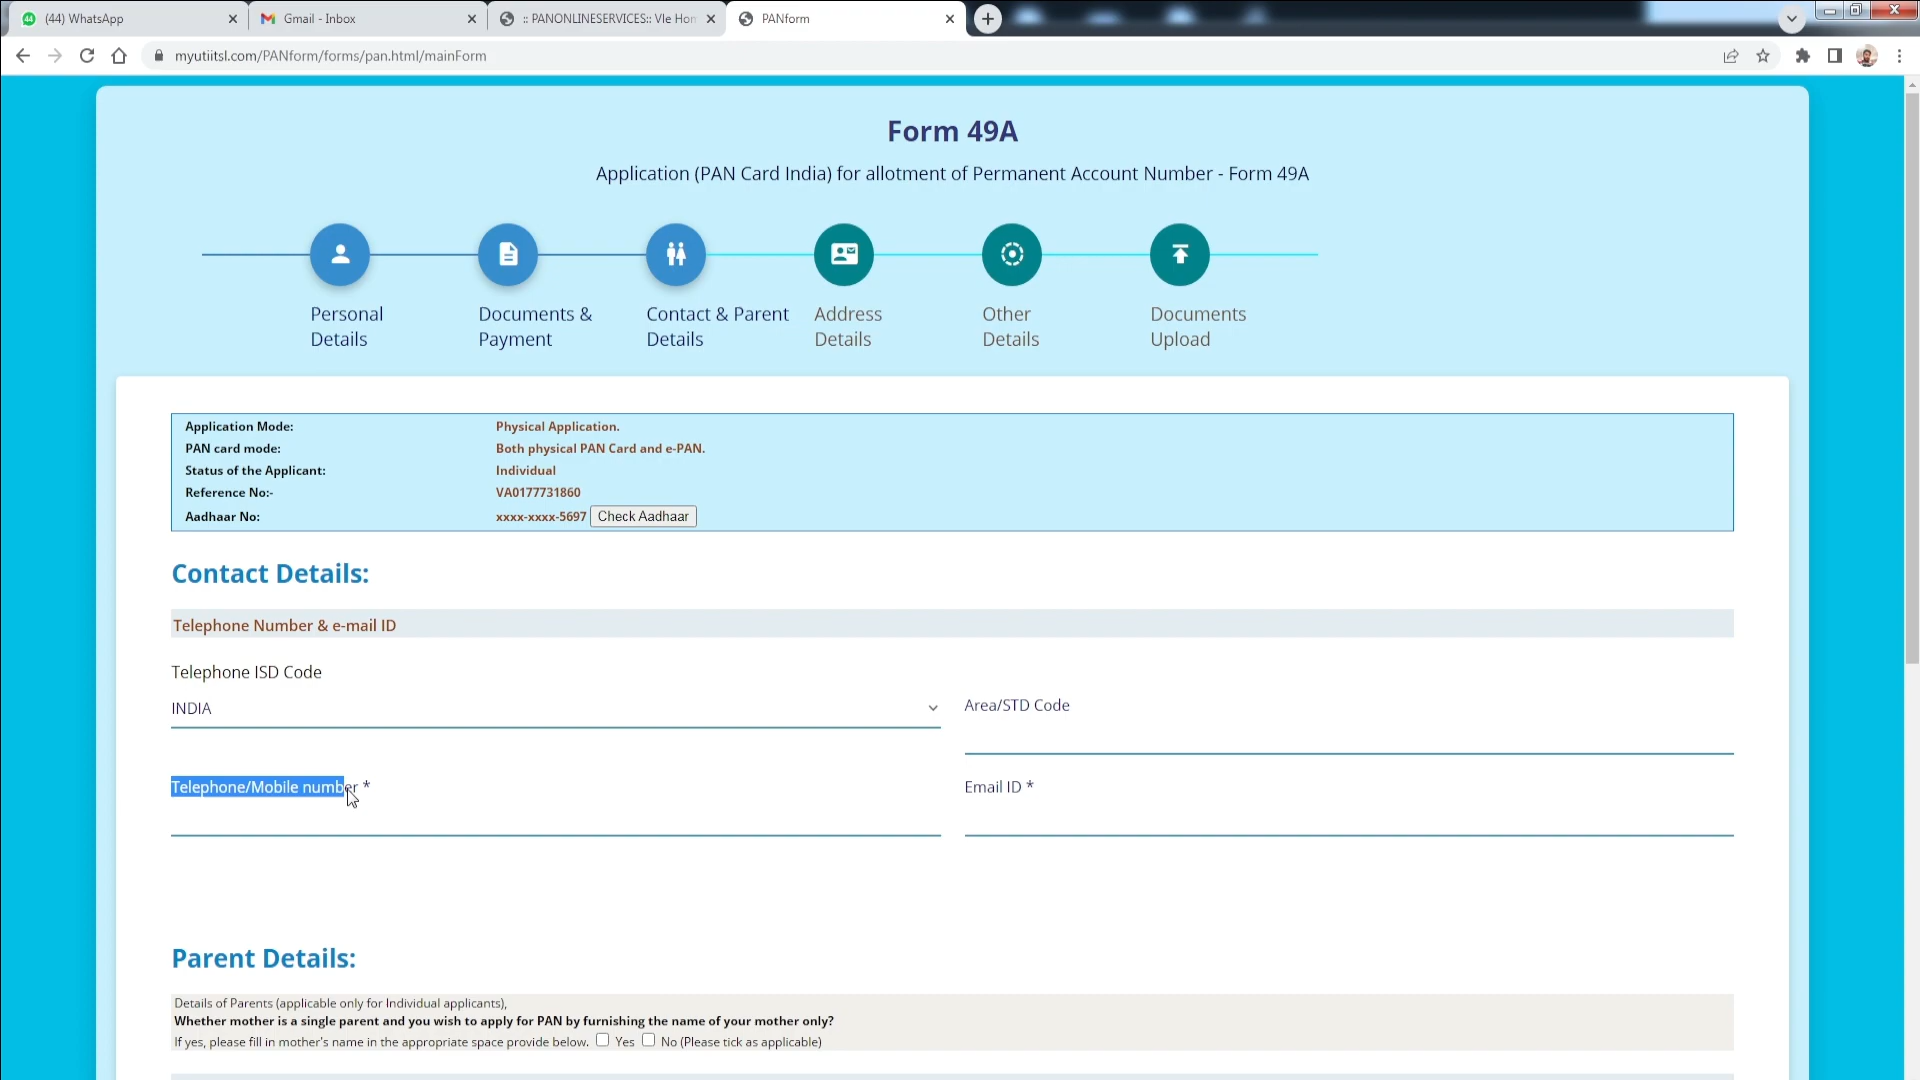 (44) WhatsApp
Gmail - Inbox
:: PANONLINESERVICES:: Vle Hon
PANform
myutiitsl.com/PANform/forms/pan.html/mainForm
Form 49A
Application (PAN Card India) for allotment of Permanent Account Number - Form 49A
Personal Details
Documents & Payment
Contact & Parent Details
Address Details
Other Details
Documents Upload
Application Mode: Physical Application.
PAN card mode: Both physical PAN Card and e-PAN.
Status of the Applicant: Individual
Reference No:- VA0177731860
Aadhaar No: xxxx-xxxx-5697 Check Aadhaar
Contact Details:
Telephone Number & e-mail ID
Telephone ISD Code
INDIA
Area/STD Code
Telephone/Mobile number *
Email ID *
Parent Details:
Details of Parents (applicable only for Individual applicants),
Whether mother is a single parent and you wish to apply for PAN by furnishing the name of your mother only?
If yes, please fill in mother's name in the appropriate space provide below. Yes No (Please tick as applicable)